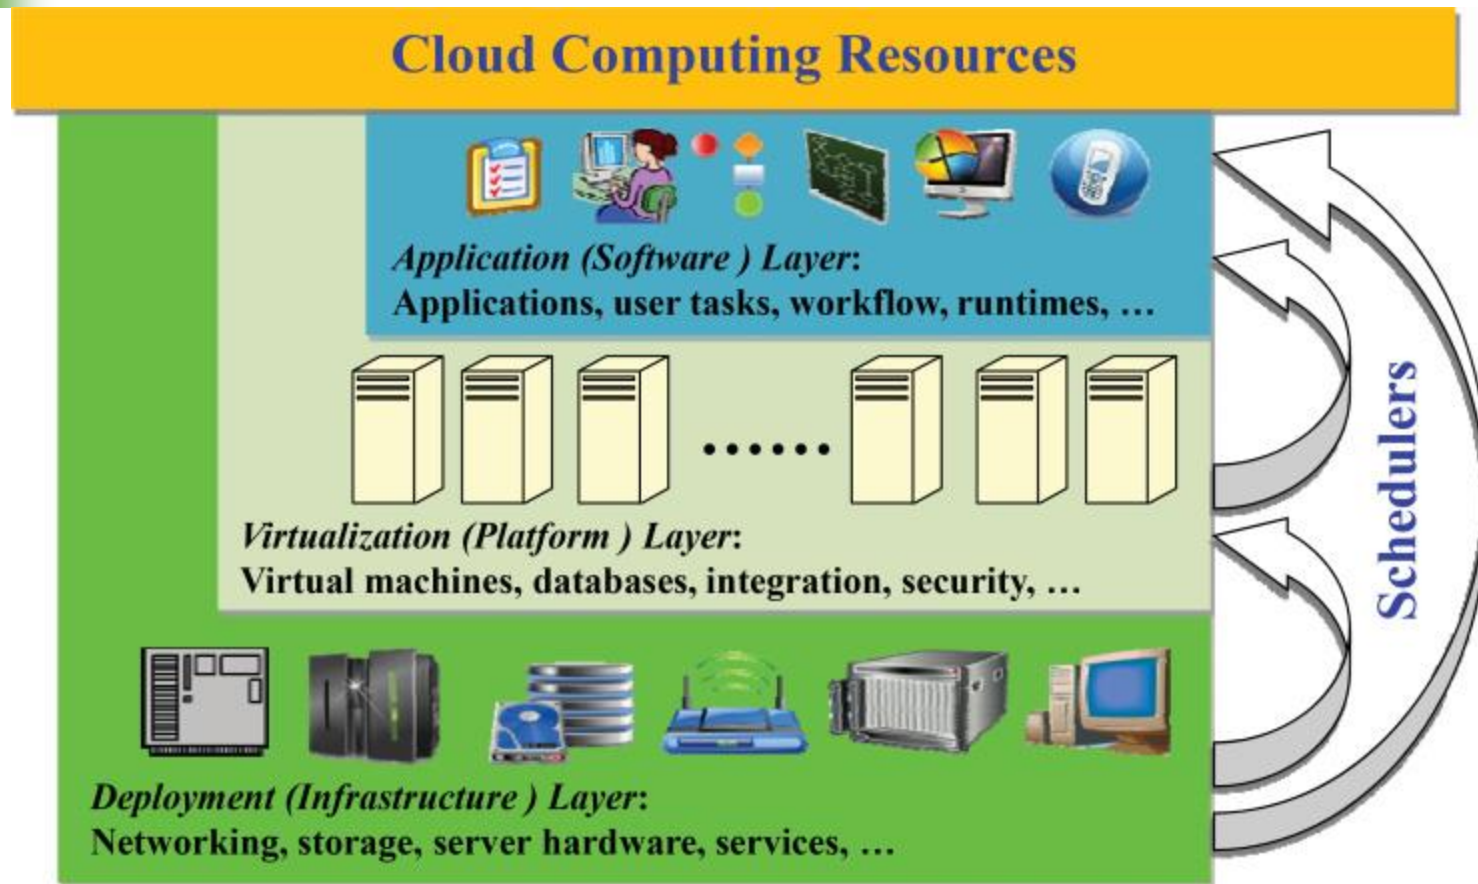 Cloud Computing Resources
Application (Software ) Layer:
Applications, user tasks, workflow, runtimes, …
Virtualization (Platform ) Layer:
Virtual machines, databases, integration, security, …
Deployment (Infrastructure ) Layer:
Networking, storage, server hardware, services, …
Schedulers